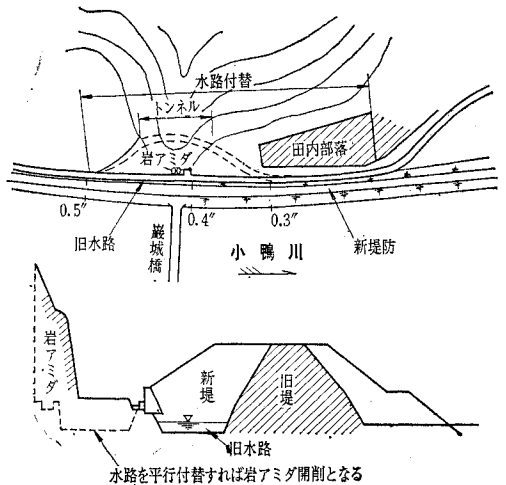 水路付替
トンネル
岩アミダ
田内部落
0.5″
0.4″
0.3″
旧水路
巖城橋
小鴨川
新堤防
岩アミダ
新堤
旧堤
旧水路
水路を平行付替すれば岩アミダ開削となる